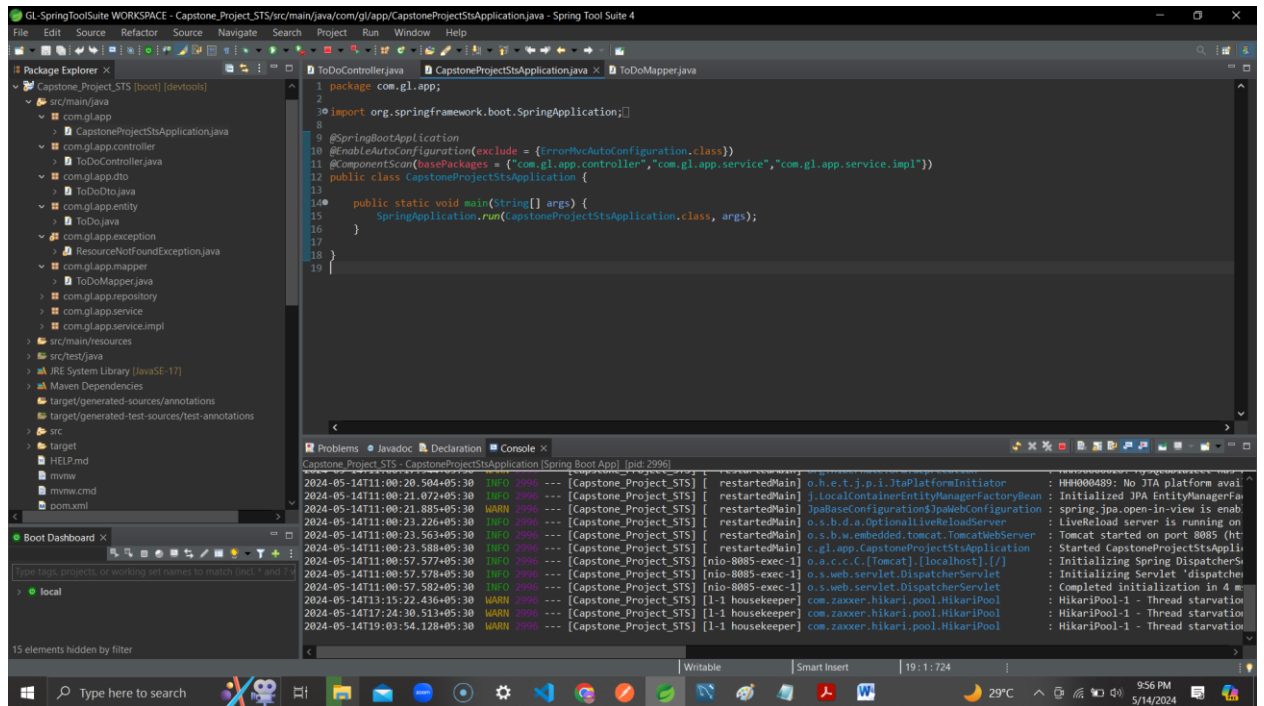 GL-SpringToolSuite WORKSPACE - Capstone_Project_STS/src/main/java/com/gl/app/CapstoneProjectStsApplication.java - Spring Tool Suite 4
File Edit Source Refactor Source Navigate Search Project Run Window Help
Package Explorer
Capstone_Project_STS [boot] [devtools]
src/main/java
com.gl.app
CapstoneProjectStsApplication.java
com.gl.app.controller
ToDoController.java
com.gl.app.dto
ToDoDto.java
com.gl.app.entity
ToDo.java
com.gl.app.exception
ResourceNotFoundException.java
com.gl.app.mapper
ToDoMapper.java
com.gl.app.repository
com.gl.app.service
com.gl.app.service.impl
src/main/resources
src/test/java
JRE System Library [JavaSE-17]
Maven Dependencies
target/generated-sources/annotations
target/generated-test-sources/test-annotations
src
target
HELP.md
mvnw
mvnw.cmd
pom.xml
Boot Dashboard
Type tags, projects, or working set names to match (incl. * and ?
local
15 elements hidden by filter
ToDoController.java CapstoneProjectStsApplication.java ToDoMapper.java
1 package com.gl.app;
2
3 import org.springframework.boot.SpringApplication;
8
9 @SpringBootApplication
10 @EnableAutoConfiguration(exclude = {ErrorMvcAutoConfiguration.class})
11 @ComponentScan(basePackages = {"com.gl.app.controller","com.gl.app.service","com.gl.app.service.impl"})
12 public class CapstoneProjectStsApplication {
13
14 public static void main(String[] args) {
15 SpringApplication.run(CapstoneProjectStsApplication.class, args);
16 }
17
18 }
19
Problems Javadoc Declaration Console
Capstone_Project_STS - CapstoneProjectStsApplication [Spring Boot App] [pid: 2996]
2024-05-14T11:00:20.504+05:30 INFO 2996 --- [Capstone_Project_STS] [ restartedMain] o.h.e.t.j.p.i.JtaPlatformInitiator : HHH000489: No JTA platform avai
2024-05-14T11:00:21.072+05:30 INFO 2996 --- [Capstone_Project_STS] [ restartedMain] j.LocalContainerEntityManagerFactoryBean : Initialized JPA EntityManagerFa
2024-05-14T11:00:21.885+05:30 WARN 2996 --- [Capstone_Project_STS] [ restartedMain] JpaBaseConfiguration$JpaWebConfiguration : spring.jpa.open-in-view is enab
2024-05-14T11:00:23.226+05:30 INFO 2996 --- [Capstone_Project_STS] [ restartedMain] o.s.b.d.a.OptionalLiveReloadServer : LiveReload server is running on
2024-05-14T11:00:23.563+05:30 INFO 2996 --- [Capstone_Project_STS] [ restartedMain] o.s.b.w.embedded.tomcat.TomcatWebServer : Tomcat started on port 8085 (ht
2024-05-14T11:00:23.588+05:30 INFO 2996 --- [Capstone_Project_STS] [ restartedMain] c.gl.app.CapstoneProjectStsApplication : Started CapstoneProjectStsAppli
2024-05-14T11:00:57.577+05:30 INFO 2996 --- [Capstone_Project_STS] [nio-8085-exec-1] o.a.c.c.C.[Tomcat].[localhost].[/] : Initializing Spring DispatcherS
2024-05-14T11:00:57.578+05:30 INFO 2996 --- [Capstone_Project_STS] [nio-8085-exec-1] o.s.web.servlet.DispatcherServlet : Initializing Servlet 'dispatche
2024-05-14T11:00:57.582+05:30 INFO 2996 --- [Capstone_Project_STS] [nio-8085-exec-1] o.s.web.servlet.DispatcherServlet : Completed initialization in 4 m
2024-05-14T13:15:22.436+05:30 WARN 2996 --- [Capstone_Project_STS] [l-1 housekeeper] com.zaxxer.hikari.pool.HikariPool : HikariPool-1 - Thread starvatio
2024-05-14T17:24:30.513+05:30 WARN 2996 --- [Capstone_Project_STS] [l-1 housekeeper] com.zaxxer.hikari.pool.HikariPool : HikariPool-1 - Thread starvatio
2024-05-14T19:03:54.128+05:30 WARN 2996 --- [Capstone_Project_STS] [l-1 housekeeper] com.zaxxer.hikari.pool.HikariPool : HikariPool-1 - Thread starvatio
Writable Smart Insert 19 : 1 : 724
Type here to search
29°C
9:56 PM
5/14/2024